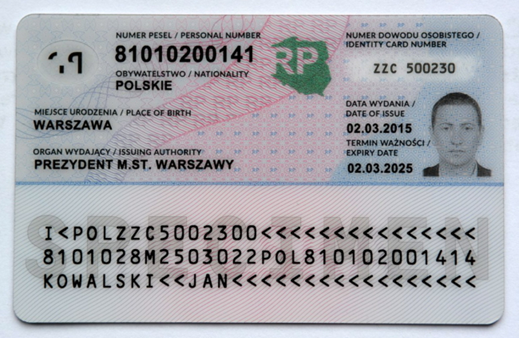 NUMER PESEL / PERSONAL NUMBER
81010200141
OBYWATELSTWO / NATIONALITY
POLSKIE
RP
NUMER DOWODU OSOBISTEGO /
IDENTITY CARD NUMBER
ZZC 500230
MIEJSCE URODZENIA / PLACE OF BIRTH
WARSZAWA
ORGAN WYDAJĄCY / ISSUING AUTHORITY
PREZYDENT M.ST. WARSZAWY
DATA WYDANIA /
DATE OF ISSUE
02.03.2015
TERMIN WAŻNOŚCI /
EXPIRY DATE
02.03.2025
SPECIMEN
I<POLZZC5002300<<<<<<<<<<<<<<<
8101028M2503022POL810102001414
KOWALSKI<<JAN<<<<<<<<<<<<<<<<<